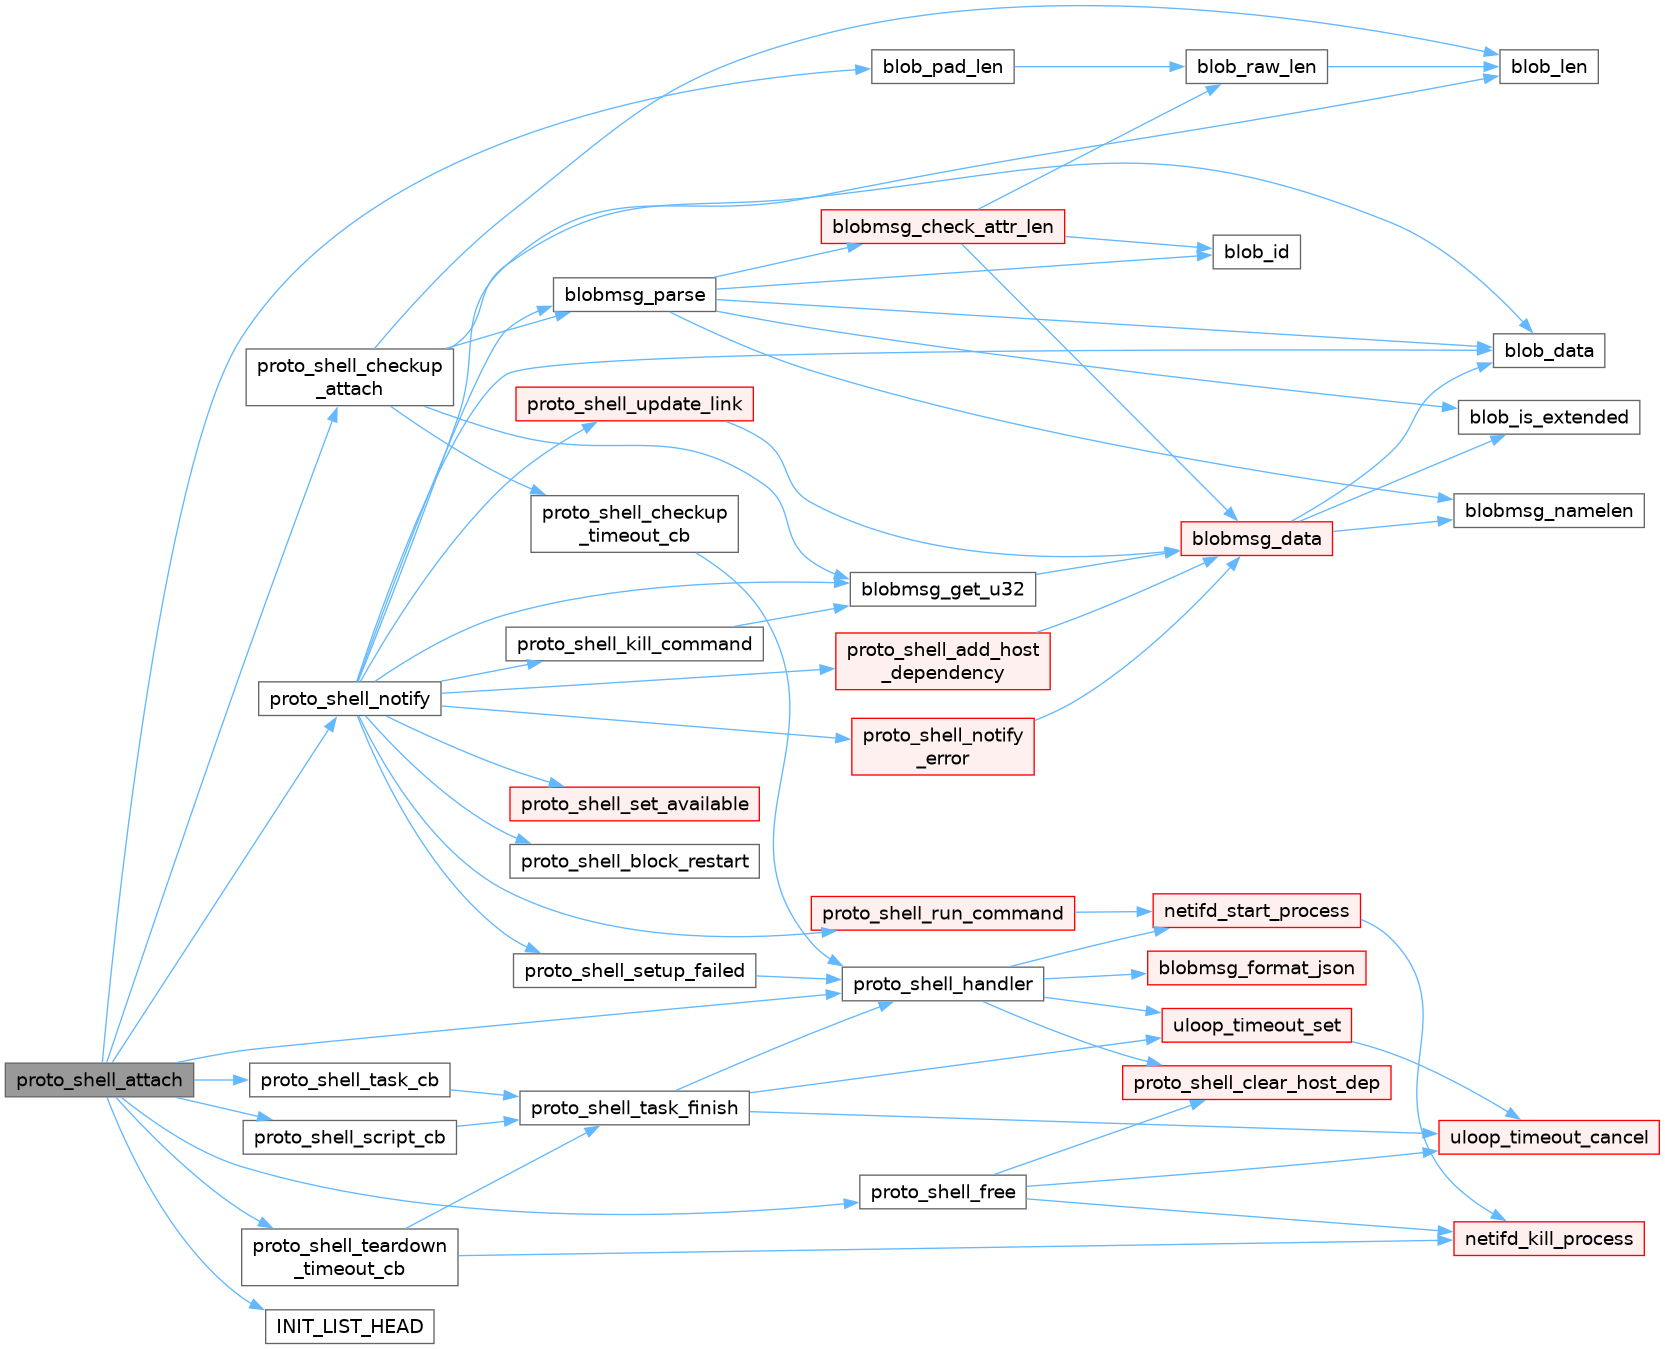 blob_pad_len
blob_raw_len
blob_len
blobmsg_check_attr_len
blob_id
blobmsg_parse
blob_data
proto_shell_checkup
_attach
proto_shell_update_link
blob_is_extended
blobmsg_namelen
proto_shell_checkup
_timeout_cb
blobmsg_data
blobmsg_get_u32
proto_shell_kill_command
proto_shell_add_host
_dependency
proto_shell_notify
proto_shell_notify
_error
proto_shell_set_available
proto_shell_block_restart
proto_shell_run_command
netifd_start_process
proto_shell_setup_failed
proto_shell_handler
blobmsg_format_json
uloop_timeout_set
proto_shell_attach
proto_shell_task_cb
proto_shell_clear_host_dep
proto_shell_task_finish
proto_shell_script_cb
uloop_timeout_cancel
proto_shell_free
proto_shell_teardown
_timeout_cb
netifd_kill_process
INIT_LIST_HEAD